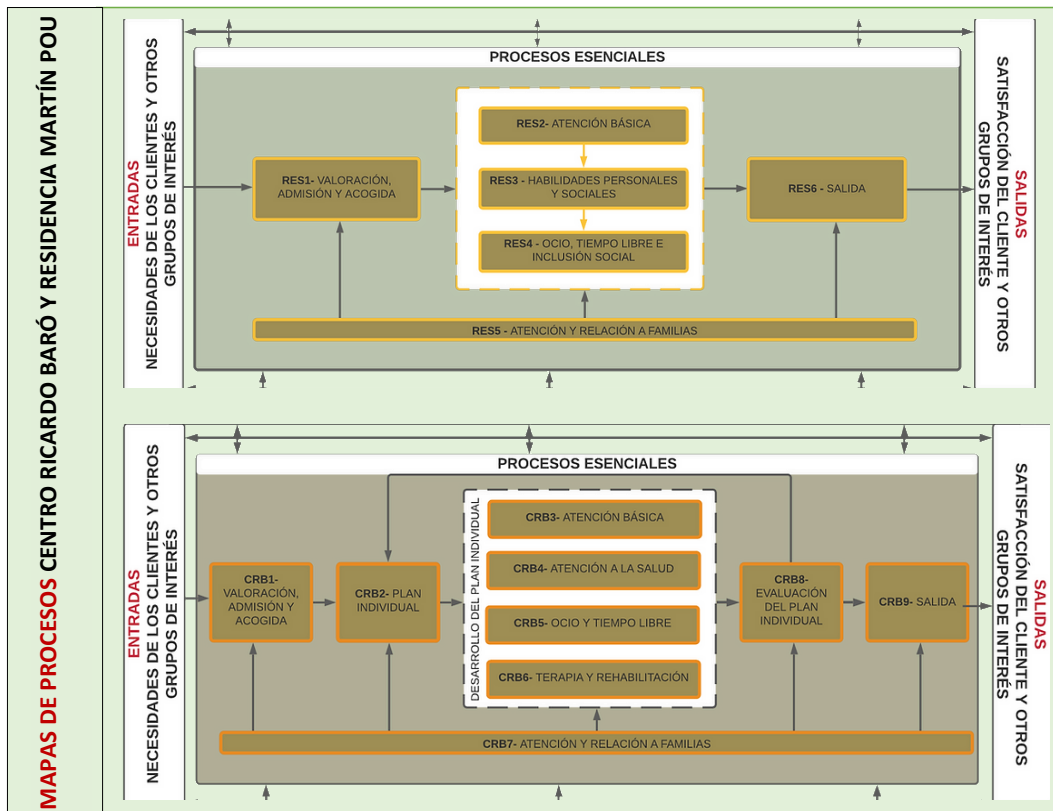 MAPAS DE PROCESOS CENTRO RICARDO BARÓ Y RESIDENCIA MARTÍN POU
ENTRADAS
NECESIDADES DE LOS CLIENTES Y OTROS
GRUPOS DE INTERÉS
PROCESOS ESENCIALES
RES1- VALORACIÓN,
ADMISIÓN Y ACOGIDA
RES2- ATENCIÓN BÁSICA
RES3 - HABILIDADES PERSONALES
Y SOCIALES
RES4 - OCIO, TIEMPO LIBRE E
INCLUSIÓN SOCIAL
RES6 - SALIDA
RES5 - ATENCIÓN Y RELACIÓN A FAMILIAS
SALIDAS
SATISFACCIÓN DEL CLIENTE Y OTROS
GRUPOS DE INTERÉS
ENTRADAS
NECESIDADES DE LOS CLIENTES Y OTROS
GRUPOS DE INTERÉS
PROCESOS ESENCIALES
CRB1-
VALORACIÓN,
ADMISIÓN Y
ACOGIDA
CRB2- PLAN
INDIVIDUAL
DESARROLLO DEL PLAN INDIVIDUAL
CRB3- ATENCIÓN BÁSICA
CRB4- ATENCIÓN A LA SALUD
CRB5- OCIO Y TIEMPO LIBRE
CRB6- TERAPIA Y REHABILITACIÓN
CRB8-
EVALUACIÓN
DEL PLAN
INDIVIDUAL
CRB9- SALIDA
CRB7- ATENCIÓN Y RELACIÓN A FAMILIAS
SALIDAS
SATISFACCIÓN DEL CLIENTE Y OTROS
GRUPOS DE INTERÉS